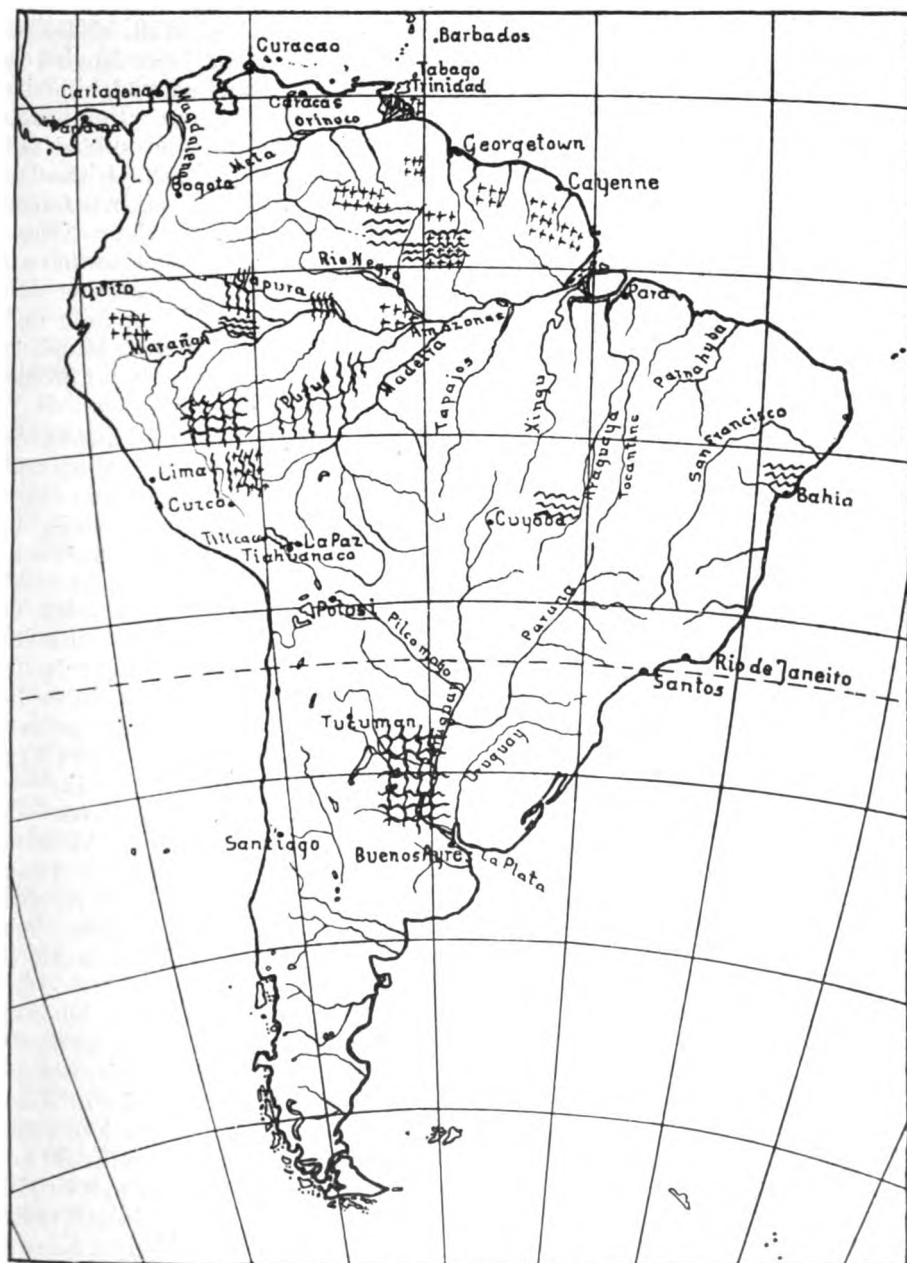 Curacao
Barbados
Tabago
Trinidad
Cartagena
Caracas
Orinoco
Panama
Magdalena
Meta
Georgetown
Bogota
Cayenne
Rio Negro
Quito
Yapura
Para
Amazones
Marañon
Madeira
Parnahyba
Purus
Tapajos
Xingu
Araguaya
Tocantins
San Francisco
Lima
Bahia
Cuzco
Cuyaba
Titicaca
La Paz
Tiahuanaco
Potosi
Pilcomayo
Parana
Rio de Janeito
Santos
Tucuman
Uruguay
Santiago
Buenos Ayres
La Plata